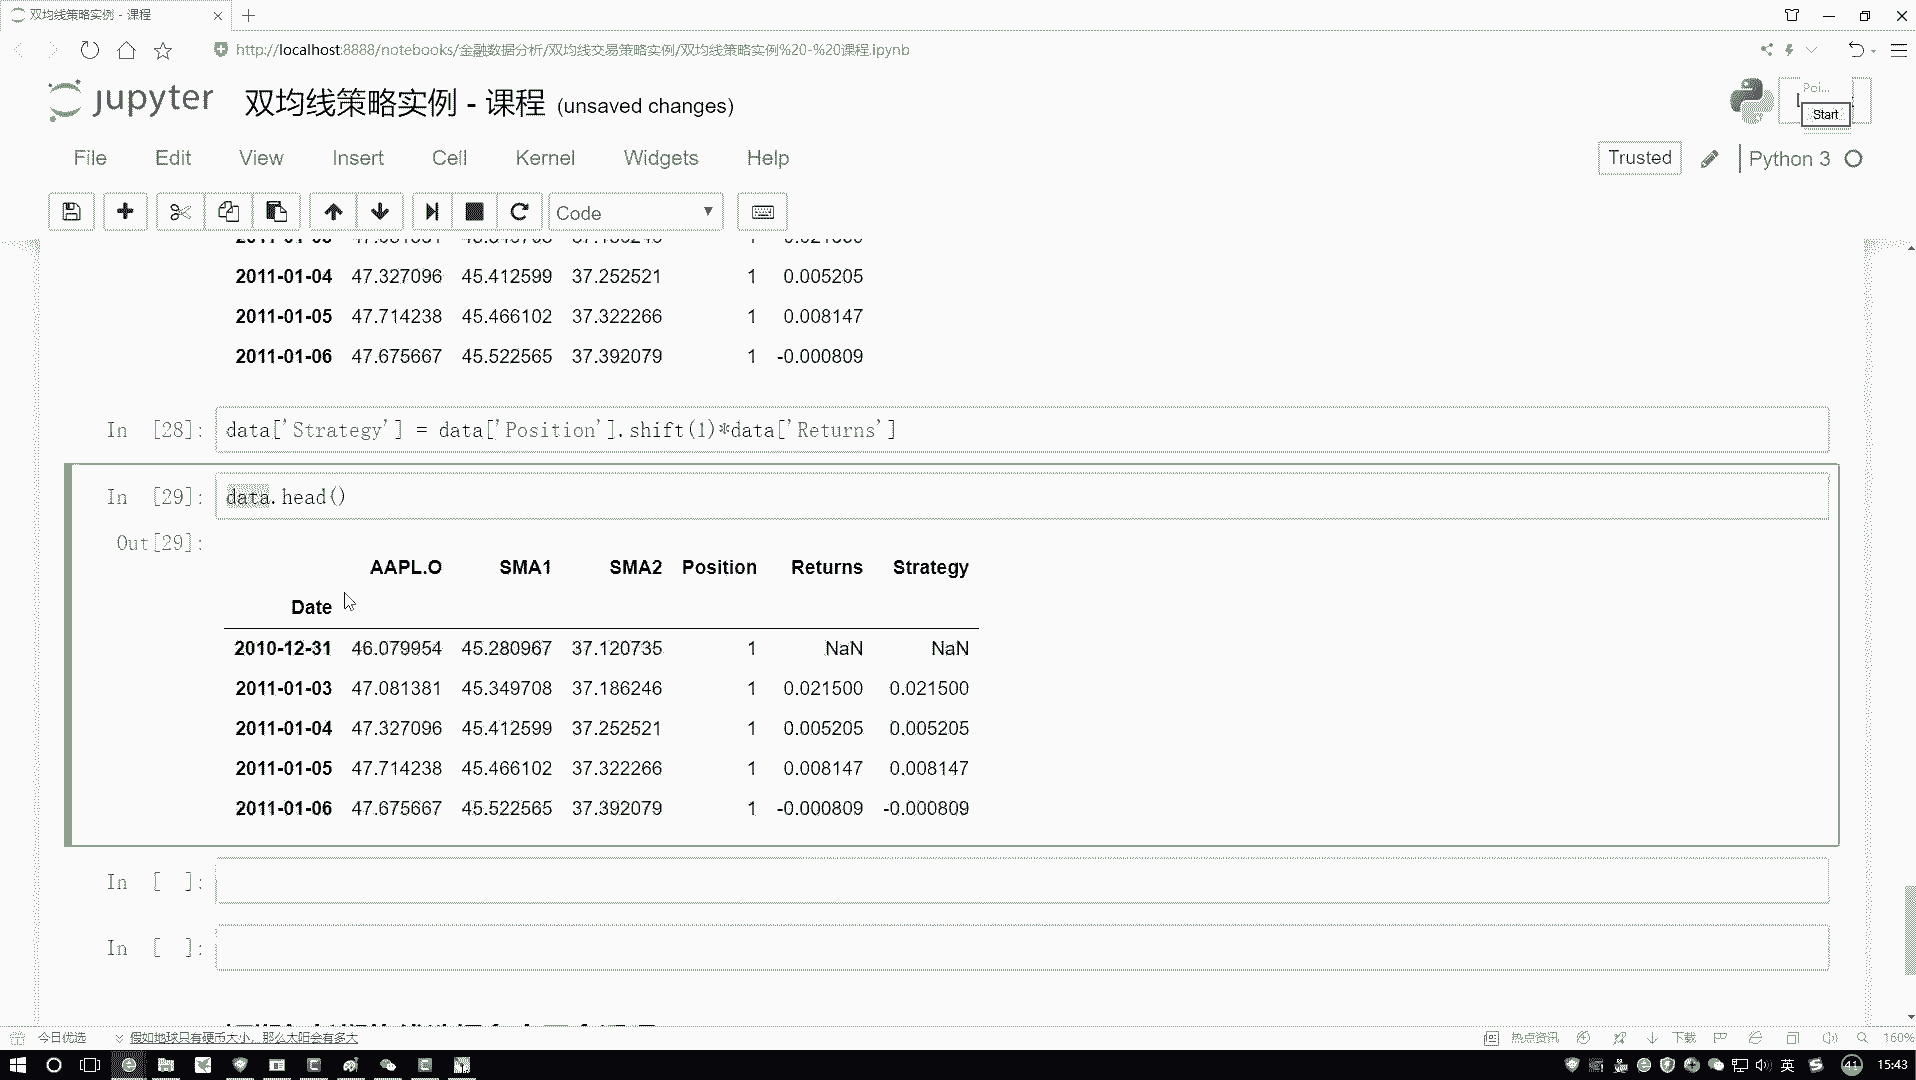 双均线策略实例 - 课程
http://localhost:8888/notebooks/金融数据分析/双均线交易策略实例/双均线策略实例%20-%20课程.ipynb
jupyter 双均线策略实例 - 课程 (unsaved changes)
Poi...
Start
File Edit View Insert Cell Kernel Widgets Help
Trusted Python 3
Code
2011-01-04 47.327096 45.412599 37.252521 1 0.005205
2011-01-05 47.714238 45.466102 37.322266 1 0.008147
2011-01-06 47.675667 45.522565 37.392079 1 -0.000809
In [28]: data['Strategy'] = data['Position'].shift(1)*data['Returns']
In [29]: data.head()
Out[29]:
AAPL.O SMA1 SMA2 Position Returns Strategy
Date
2010-12-31 46.079954 45.280967 37.120735 1 NaN NaN
2011-01-03 47.081381 45.349708 37.186246 1 0.021500 0.021500
2011-01-04 47.327096 45.412599 37.252521 1 0.005205 0.005205
2011-01-05 47.714238 45.466102 37.322266 1 0.008147 0.008147
2011-01-06 47.675667 45.522565 37.392079 1 -0.000809 -0.000809
In [ ]:
In [ ]:
今日优选 假如地球只有硬币大小，那么太阳会有多大 热点资讯 下载 160%
英 41 15:43